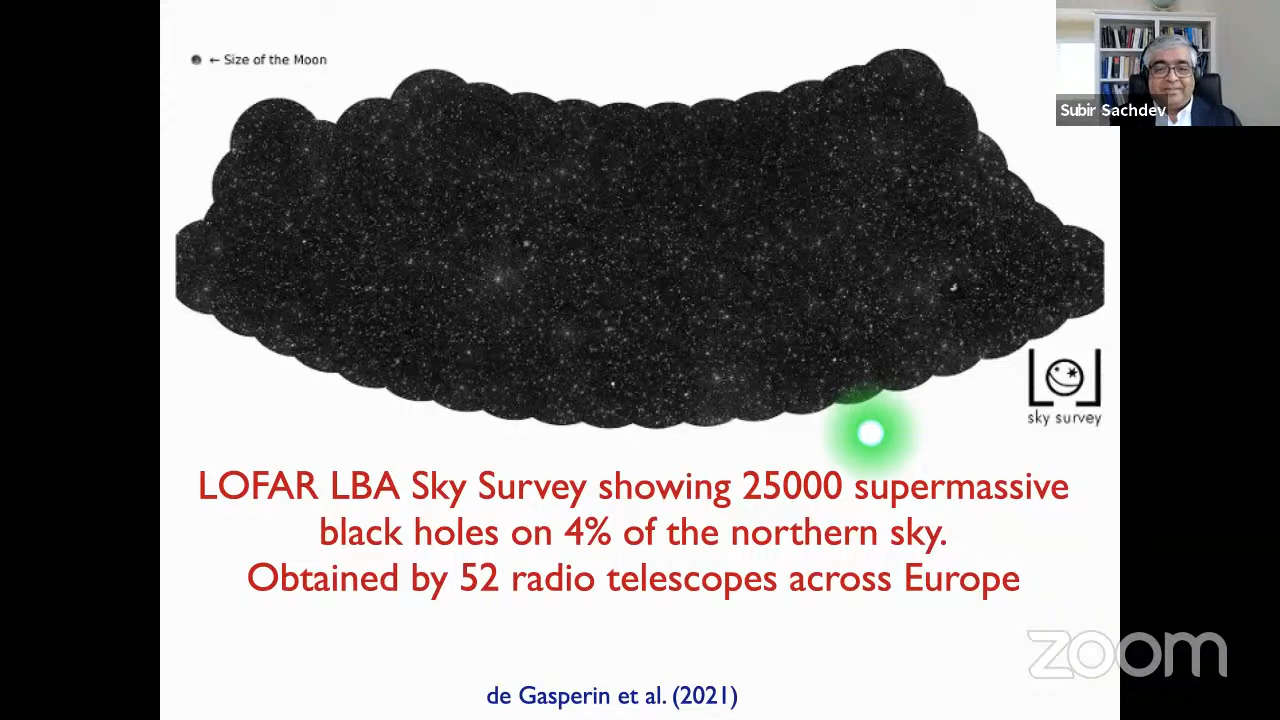 ← Size of the Moon
Subir Sachdev
sky survey
LOFAR LBA Sky Survey showing 25000 supermassive
black holes on 4% of the northern sky.
Obtained by 52 radio telescopes across Europe
zoom
de Gasperin et al. (2021)